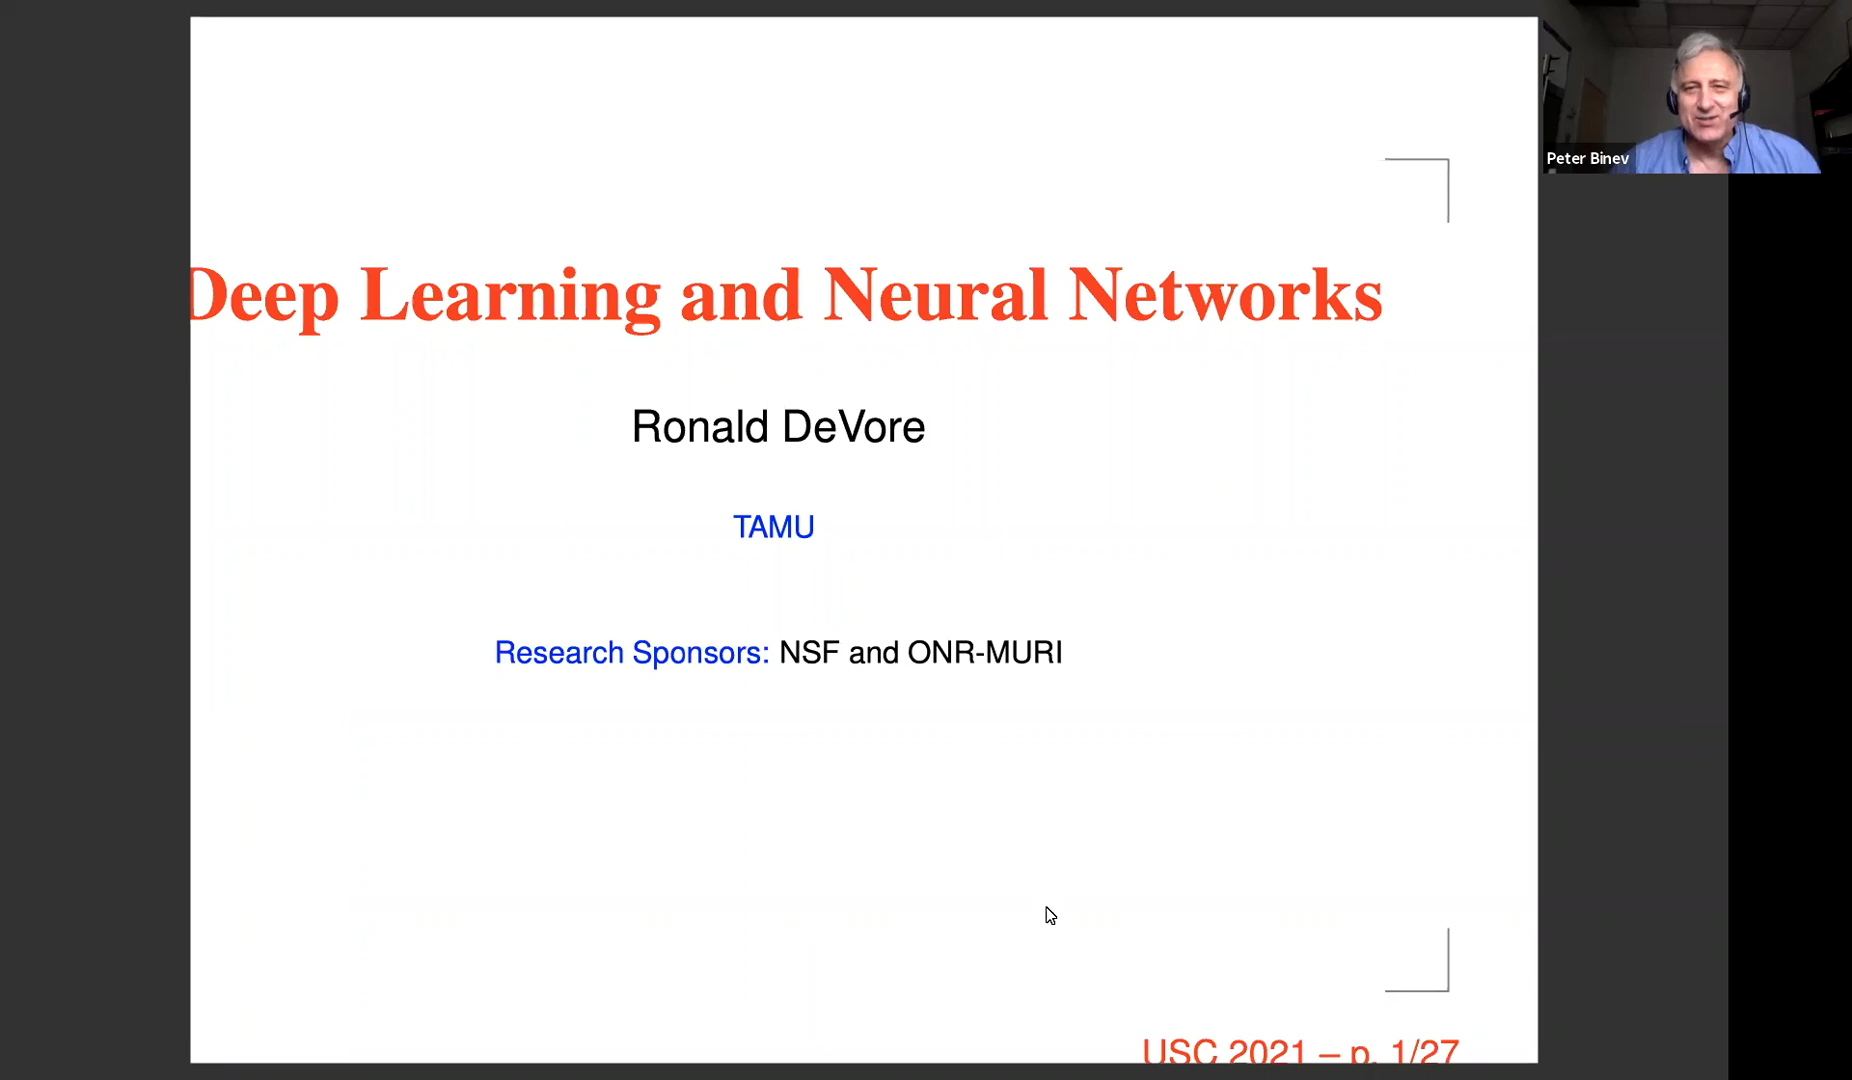 Deep Learning and Neural Networks
Ronald DeVore
TAMU
Research Sponsors: NSF and ONR-MURI
USC 2021 – p. 1/27
Peter Binev